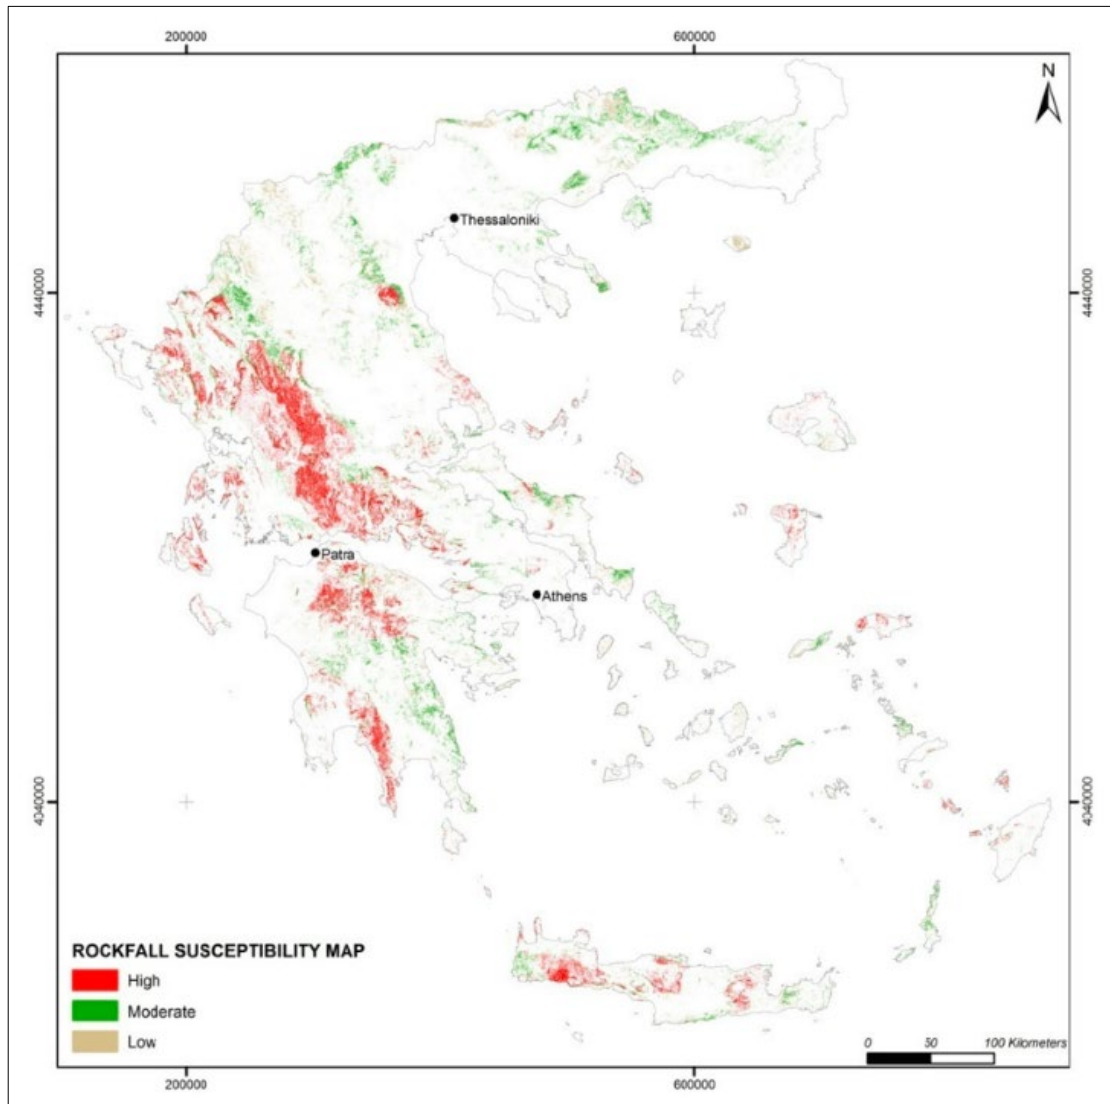 200000
600000
N
Thessaloniki
4440000
4440000
Patra
Athens
4040000
4040000
ROCKFALL SUSCEPTIBILITY MAP
High
Moderate
Low
0 50 100 Kilometers
200000
600000